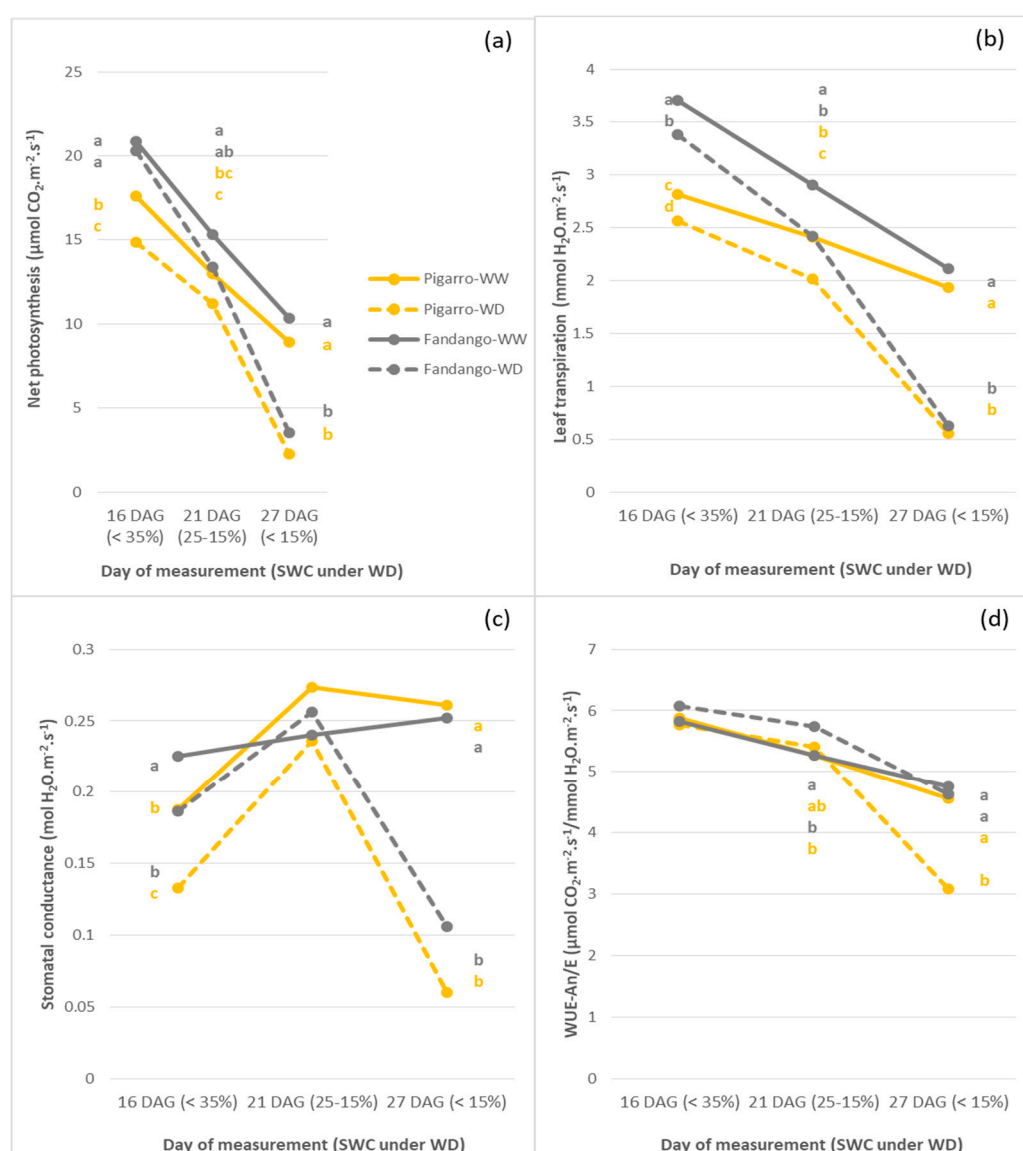 (a)
Net photosynthesis (µmol CO₂.m⁻².s⁻¹)
25
20
15
10
5
0
a
a
b
c
a
ab
bc
c
a
a
b
b
16 DAG
(< 35%)
21 DAG
(25-15%)
27 DAG
(< 15%)
Day of measurement (SWC under WD)
Pigarro-WW
Pigarro-WD
Fandango-WW
Fandango-WD
(b)
Leaf transpiration (mmol H₂O.m⁻².s⁻¹)
4
3.5
3
2.5
2
1.5
1
0.5
0
a
b
c
d
a
b
b
c
a
a
b
b
16 DAG (< 35%)
21 DAG (25-15%)
27 DAG (< 15%)
Day of measurement (SWC under WD)
(c)
Stomatal conductance (mol H₂O.m⁻².s⁻¹)
0.3
0.25
0.2
0.15
0.1
0.05
0
a
b
b
c
a
a
b
b
16 DAG (< 35%)
21 DAG (25-15%)
27 DAG (< 15%)
Day of measurement (SWC under WD)
(d)
WUE-An/E (µmol CO₂.m⁻².s⁻¹/mmol H₂O.m⁻².s⁻¹)
7
6
5
4
3
2
1
0
a
ab
b
b
a
a
a
b
16 DAG (< 35%)
21 DAG (25-15%)
27 DAG (< 15%)
Day of measurement (SWC under WD)